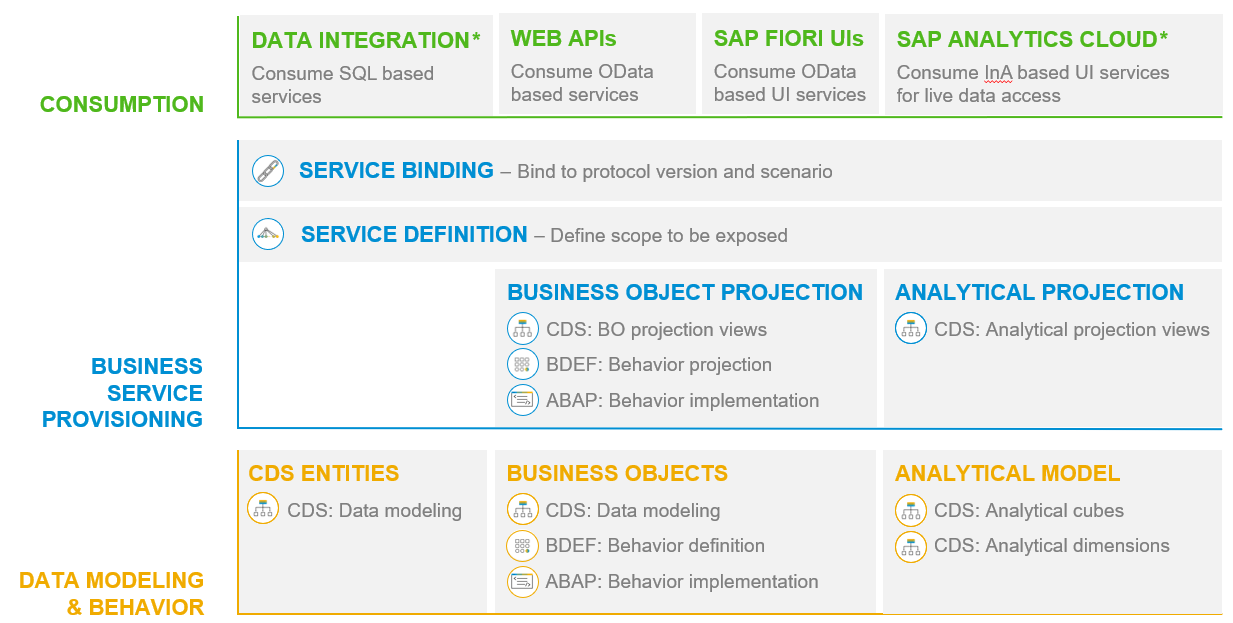 CONSUMPTION
DATA INTEGRATION*
Consume SQL based
services
WEB APIs
Consume OData
based services
SAP FIORI UIs
Consume OData
based UI services
SAP ANALYTICS CLOUD*
Consume InA based UI services
for live data access
BUSINESS
SERVICE
PROVISIONING
SERVICE BINDING – Bind to protocol version and scenario
SERVICE DEFINITION – Define scope to be exposed
BUSINESS OBJECT PROJECTION
CDS: BO projection views
BDEF: Behavior projection
ABAP: Behavior implementation
ANALYTICAL PROJECTION
CDS: Analytical projection views
DATA MODELING
& BEHAVIOR
CDS ENTITIES
CDS: Data modeling
BUSINESS OBJECTS
CDS: Data modeling
BDEF: Behavior definition
ABAP: Behavior implementation
ANALYTICAL MODEL
CDS: Analytical cubes
CDS: Analytical dimensions